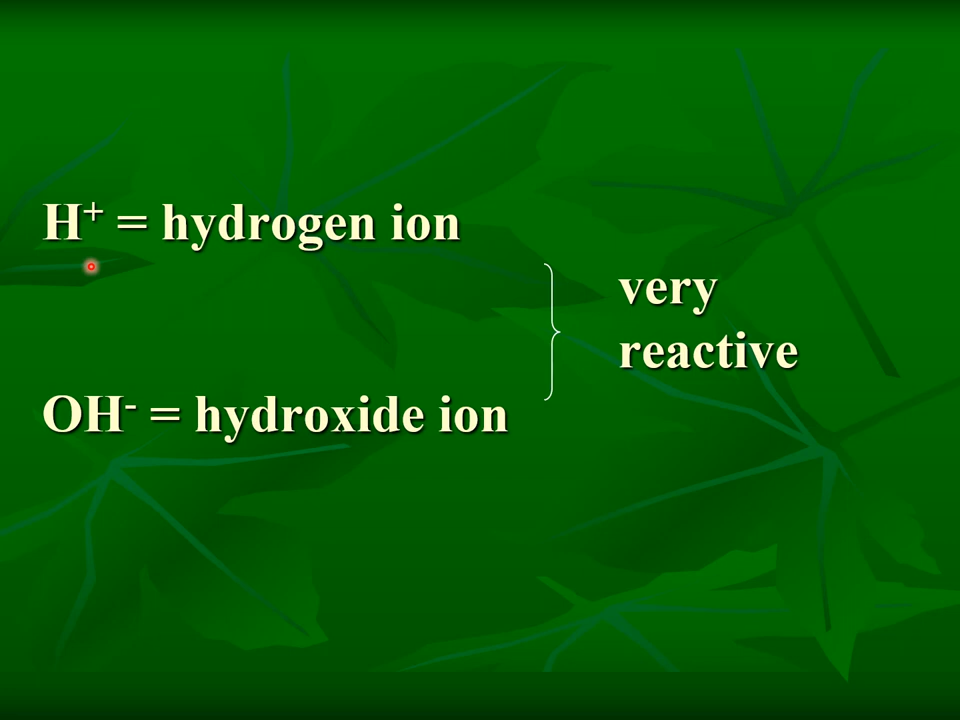 H⁺ = hydrogen ion
very
reactive
OH⁻ = hydroxide ion